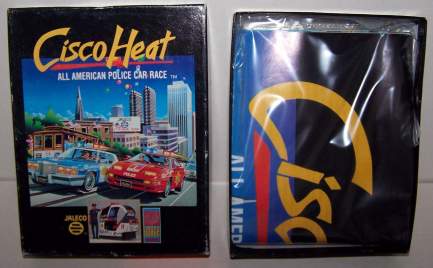 Cisco Heat
ALL AMERICAN POLICE CAR RACE ™
JALECO
Cisco
ALL AMER